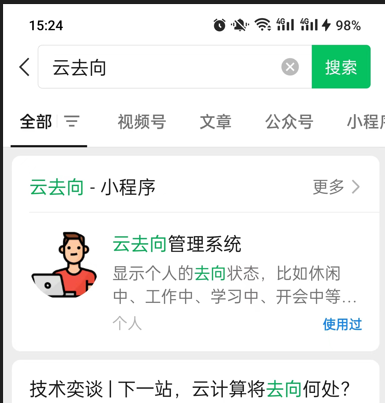 15:24
4G 4G 98%
云去向
搜索
全部
视频号
文章
公众号
小程序
云去向 - 小程序
更多
云去向管理系统
显示个人的去向状态，比如休闲
中、工作中、学习中、开会中等…
个人
使用过
技术奕谈 | 下一站，云计算将去向何处？